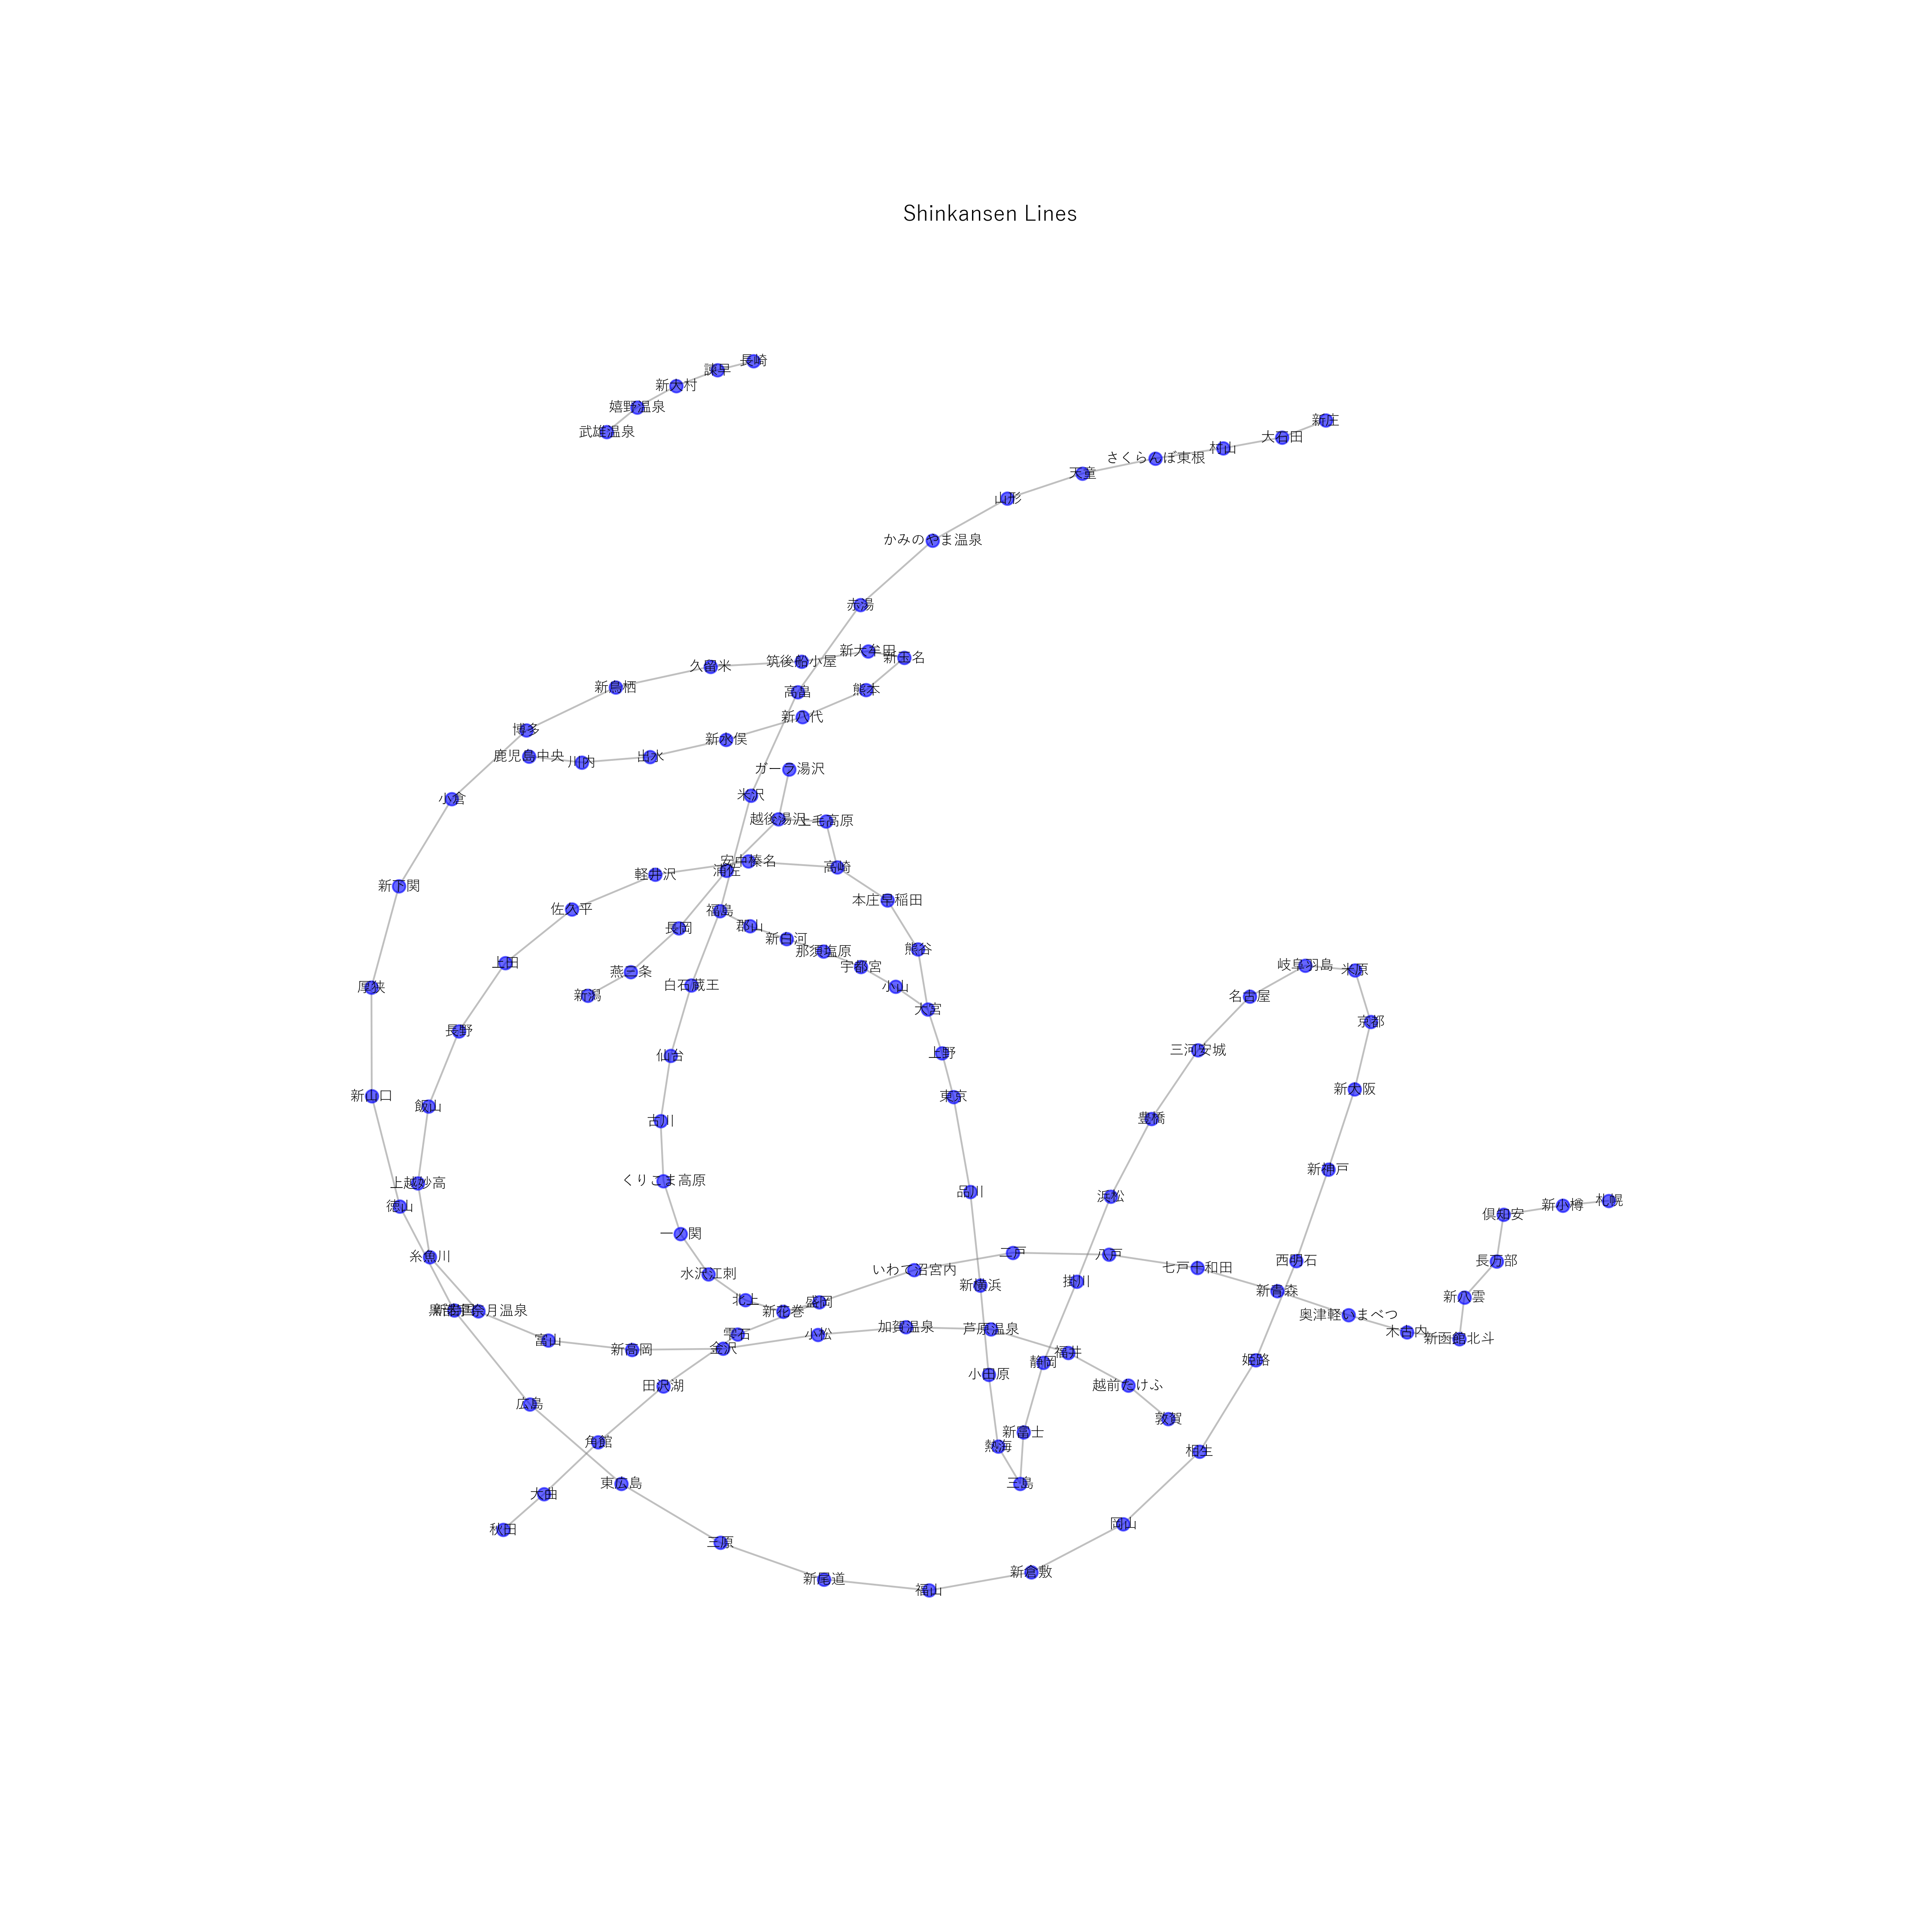 Shinkansen Lines
長崎
諫早
新大村
嬉野温泉
武雄温泉
新庄
大石田
村山
さくらんぼ東根
天童
山形
かみのやま温泉
赤湯
新大牟田
新玉名
筑後船小屋
久留米
新鳥栖
高畠
熊本
新八代
博多
新水俣
鹿児島中央
川内
出水
ガーラ湯沢
米沢
小倉
越後湯沢
上毛高原
安中榛名
高崎
浦佐
軽井沢
新下関
本庄早稲田
佐久平
福島
郡山
長岡
新白河
熊谷
那須塩原
上田
宇都宮
岐阜羽島
米原
燕三条
白石蔵王
小山
厚狭
新潟
名古屋
大宮
京都
長野
三河安城
上野
仙台
新大阪
新山口
東京
飯山
豊橋
古川
新神戸
くりこま高原
上越妙高
品川
浜松
札幌
新小樽
徳山
倶知安
一ノ関
二戸
八戸
糸魚川
西明石
長万部
七戸十和田
いわて沼宮内
水沢江刺
掛川
新横浜
新青森
新八雲
北上
盛岡
新花巻
新岩国
黒部宇奈月温泉
奥津軽いまべつ
木古内
新函館北斗
雫石
小松
加賀温泉
芦原温泉
富山
新高岡
金沢
福井
静岡
姫路
小田原
田沢湖
越前たけふ
広島
敦賀
新富士
角館
熱海
相生
東広島
三島
大曲
岡山
秋田
三原
新倉敷
新尾道
福山